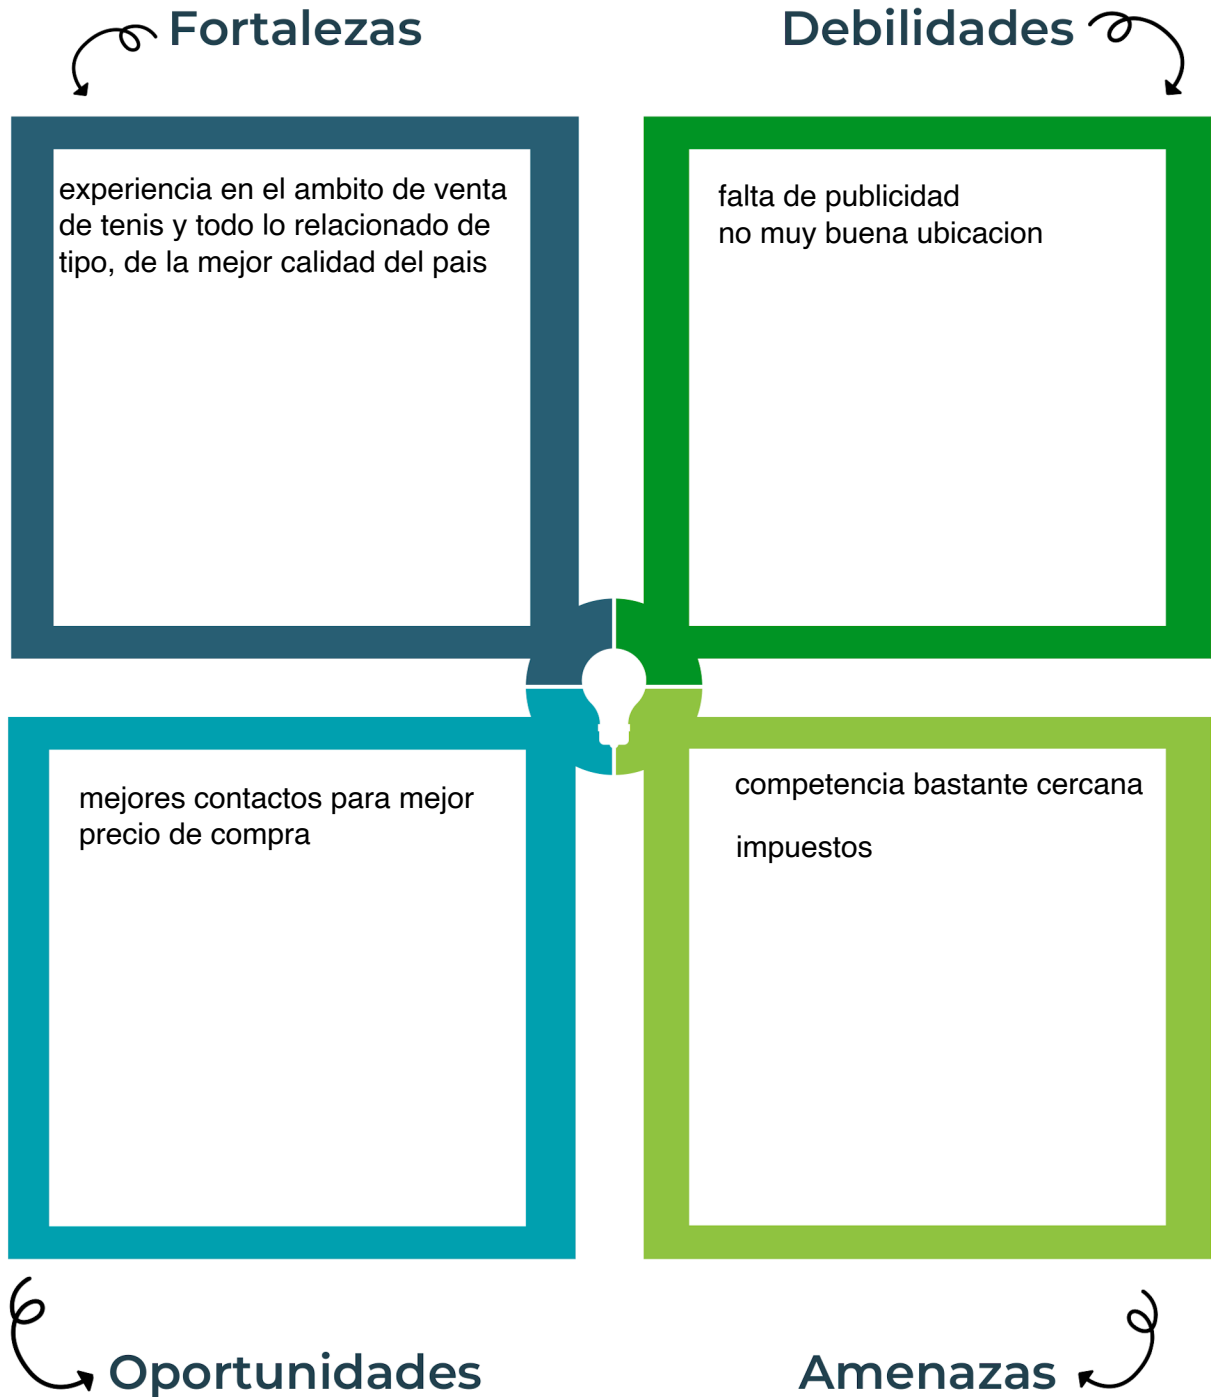 Fortalezas
Debilidades
experiencia en el ambito de venta
de tenis y todo lo relacionado de
tipo, de la mejor calidad del pais
falta de publicidad
no muy buena ubicacion
mejores contactos para mejor
precio de compra
competencia bastante cercana
impuestos
Oportunidades
Amenazas